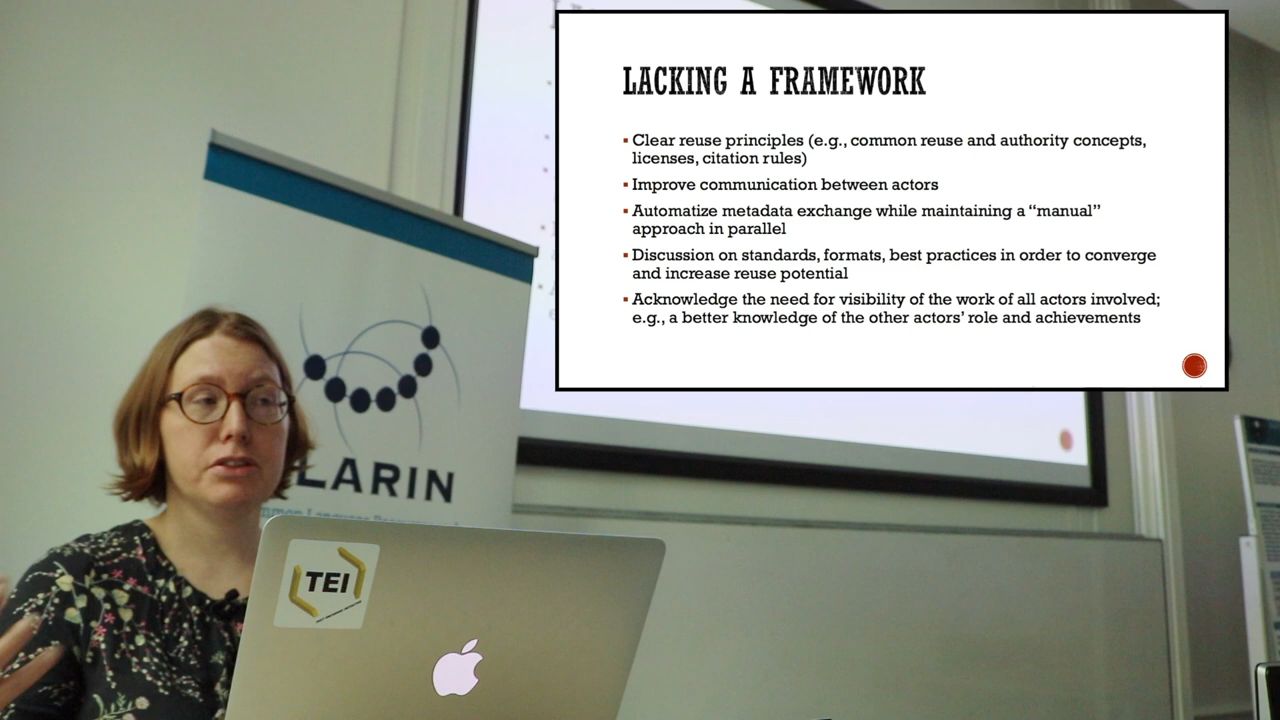 LACKING A FRAMEWORK
Clear reuse principles (e.g., common reuse and authority concepts,
licenses, citation rules)
Improve communication between actors
Automatize metadata exchange while maintaining a “manual”
approach in parallel
Discussion on standards, formats, best practices in order to converge
and increase reuse potential
Acknowledge the need for visibility of the work of all actors involved;
e.g., a better knowledge of the other actors’ role and achievements
LARIN
TEI